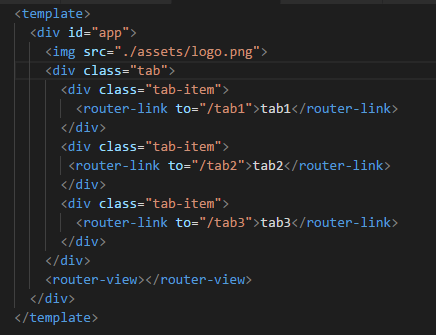 <template>
  <div id="app">
    <img src="./assets/logo.png">
    <div class="tab">
      <div class="tab-item">
        <router-link to="/tab1">tab1</router-link>
      </div>
      <div class="tab-item">
       <router-link to="/tab2">tab2</router-link>
      </div>
      <div class="tab-item">
        <router-link to="/tab3">tab3</router-link>
      </div>
    </div>
    <router-view></router-view>
  </div>
</template>